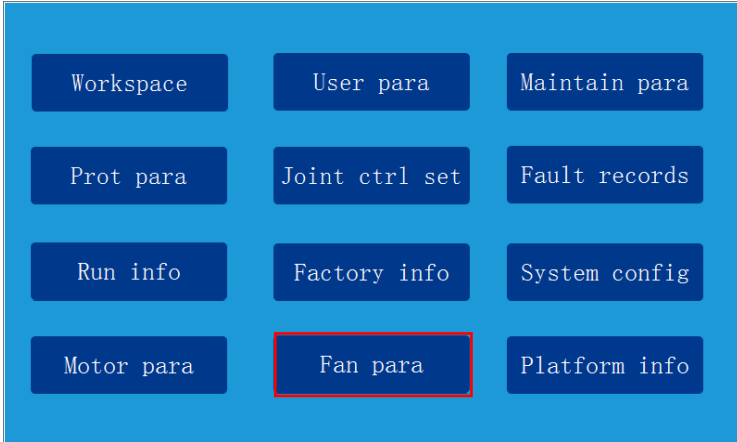 Workspace
User para
Maintain para
Prot para
Joint ctrl set
Fault records
Run info
Factory info
System config
Motor para
Fan para
Platform info